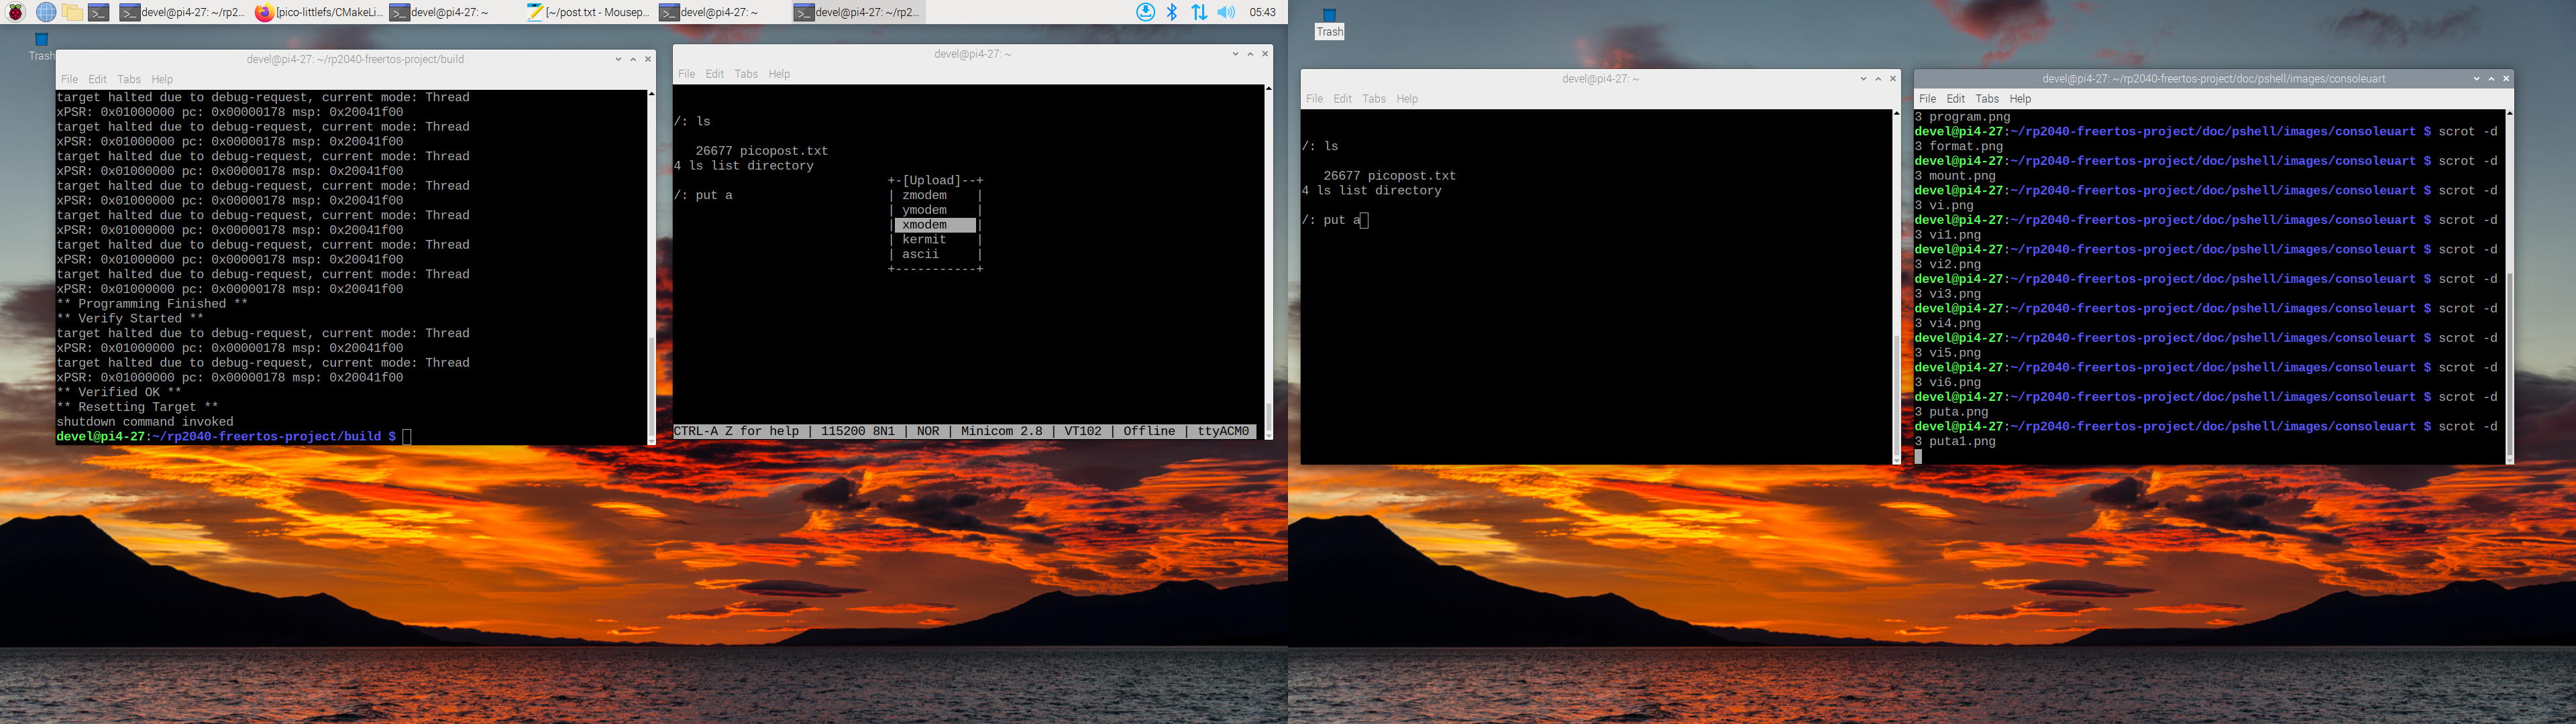 devel@pi4-27: ~/rp2...
[pico-littlefs/CMakeLi...
devel@pi4-27: ~
[~/post.txt - Mousep...
devel@pi4-27: ~
devel@pi4-27: ~/rp2...
05:43
Trash
devel@pi4-27: ~/rp2040-freertos-project/build
File Edit Tabs Help
target halted due to debug-request, current mode: Thread
xPSR: 0x01000000 pc: 0x00000178 msp: 0x20041f00
target halted due to debug-request, current mode: Thread
xPSR: 0x01000000 pc: 0x00000178 msp: 0x20041f00
target halted due to debug-request, current mode: Thread
xPSR: 0x01000000 pc: 0x00000178 msp: 0x20041f00
target halted due to debug-request, current mode: Thread
xPSR: 0x01000000 pc: 0x00000178 msp: 0x20041f00
target halted due to debug-request, current mode: Thread
xPSR: 0x01000000 pc: 0x00000178 msp: 0x20041f00
target halted due to debug-request, current mode: Thread
xPSR: 0x01000000 pc: 0x00000178 msp: 0x20041f00
target halted due to debug-request, current mode: Thread
xPSR: 0x01000000 pc: 0x00000178 msp: 0x20041f00
** Programming Finished **
** Verify Started **
target halted due to debug-request, current mode: Thread
xPSR: 0x01000000 pc: 0x00000178 msp: 0x20041f00
target halted due to debug-request, current mode: Thread
xPSR: 0x01000000 pc: 0x00000178 msp: 0x20041f00
** Verified OK **
** Resetting Target **
shutdown command invoked
devel@pi4-27:~/rp2040-freertos-project/build $
devel@pi4-27: ~
File Edit Tabs Help
/: ls
26677 picopost.txt
4 ls list directory
/: put a
+-[Upload]--+
| zmodem |
| ymodem |
| xmodem |
| kermit |
| ascii |
+-----------+
CTRL-A Z for help | 115200 8N1 | NOR | Minicom 2.8 | VT102 | Offline | ttyACM0
Trash
devel@pi4-27: ~
File Edit Tabs Help
/: ls
26677 picopost.txt
4 ls list directory
/: put a
devel@pi4-27: ~/rp2040-freertos-project/doc/pshell/images/consoleuart
File Edit Tabs Help
3 program.png
devel@pi4-27:~/rp2040-freertos-project/doc/pshell/images/consoleuart $ scrot -d
3 format.png
devel@pi4-27:~/rp2040-freertos-project/doc/pshell/images/consoleuart $ scrot -d
3 mount.png
devel@pi4-27:~/rp2040-freertos-project/doc/pshell/images/consoleuart $ scrot -d
3 vi.png
devel@pi4-27:~/rp2040-freertos-project/doc/pshell/images/consoleuart $ scrot -d
3 vi1.png
devel@pi4-27:~/rp2040-freertos-project/doc/pshell/images/consoleuart $ scrot -d
3 vi2.png
devel@pi4-27:~/rp2040-freertos-project/doc/pshell/images/consoleuart $ scrot -d
3 vi3.png
devel@pi4-27:~/rp2040-freertos-project/doc/pshell/images/consoleuart $ scrot -d
3 vi4.png
devel@pi4-27:~/rp2040-freertos-project/doc/pshell/images/consoleuart $ scrot -d
3 vi5.png
devel@pi4-27:~/rp2040-freertos-project/doc/pshell/images/consoleuart $ scrot -d
3 vi6.png
devel@pi4-27:~/rp2040-freertos-project/doc/pshell/images/consoleuart $ scrot -d
3 puta.png
devel@pi4-27:~/rp2040-freertos-project/doc/pshell/images/consoleuart $ scrot -d
3 puta1.png